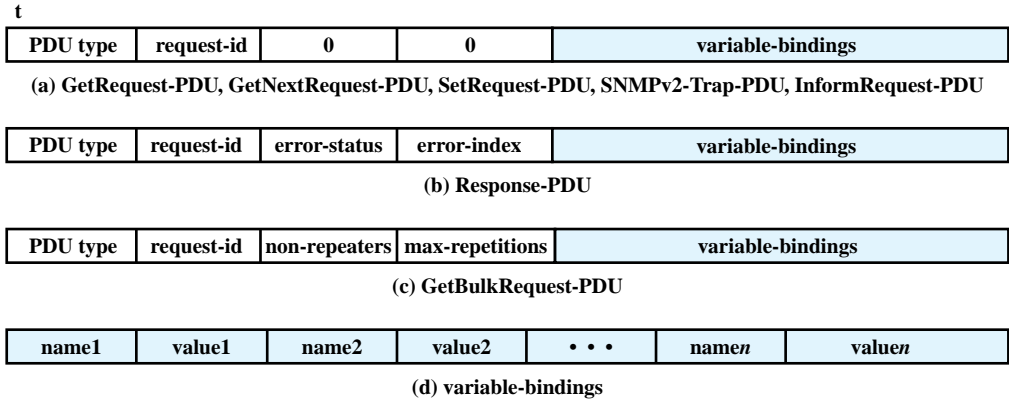 t
PDU type request-id 0 0 variable-bindings
(a) GetRequest-PDU, GetNextRequest-PDU, SetRequest-PDU, SNMPv2-Trap-PDU, InformRequest-PDU
PDU type request-id error-status error-index variable-bindings
(b) Response-PDU
PDU type request-id non-repeaters max-repetitions variable-bindings
(c) GetBulkRequest-PDU
name1 value1 name2 value2 • • • namen valuen
(d) variable-bindings